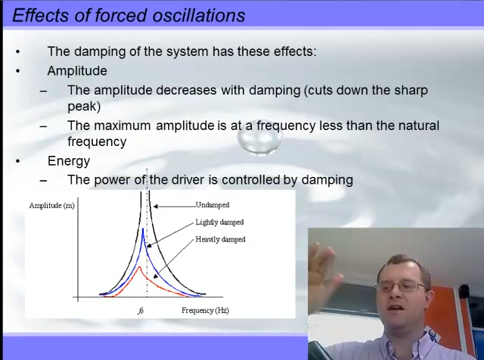 Effects of forced oscillations
• The damping of the system has these effects:
• Amplitude
– The amplitude decreases with damping (cuts down the sharp
peak)
– The maximum amplitude is at a frequency less than the natural
frequency
• Energy
– The power of the driver is controlled by damping
Amplitude (m)
Undamped
Lightly damped
Heavily damped
f₀ Frequency (Hz)